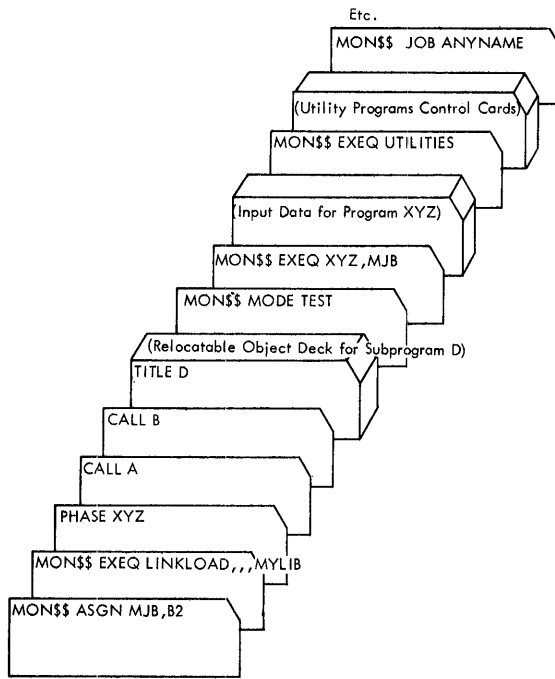 Etc.
MON$$ JOB ANYNAME
(Utility Programs Control Cards)
MON$$ EXEQ UTILITIES
(Input Data for Program XYZ)
MON$$ EXEQ XYZ,MJB
MON$$ MODE TEST
(Relocatable Object Deck for Subprogram D)
TITLE D
CALL B
CALL A
PHASE XYZ
MON$$ EXEQ LINKLOAD,,,MYLIB
MON$$ ASGN MJB,B2